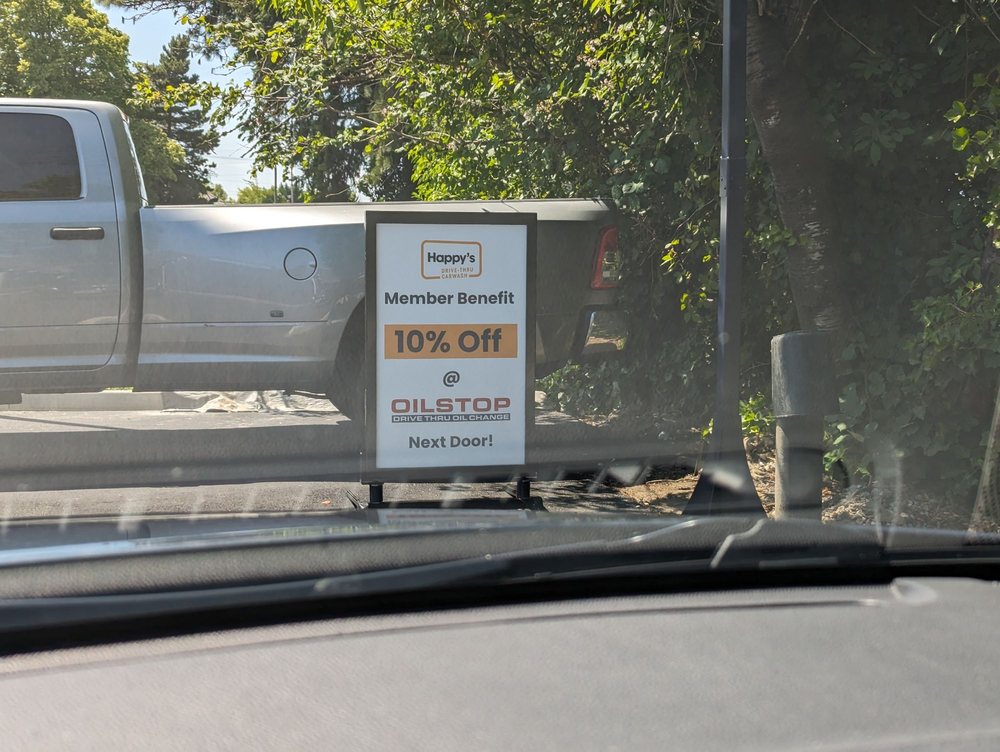 Happy's
DRIVE-THRU
CARWASH
Member Benefit
10% Off
@
OILSTOP
DRIVE THRU OIL CHANGE
Next Door!